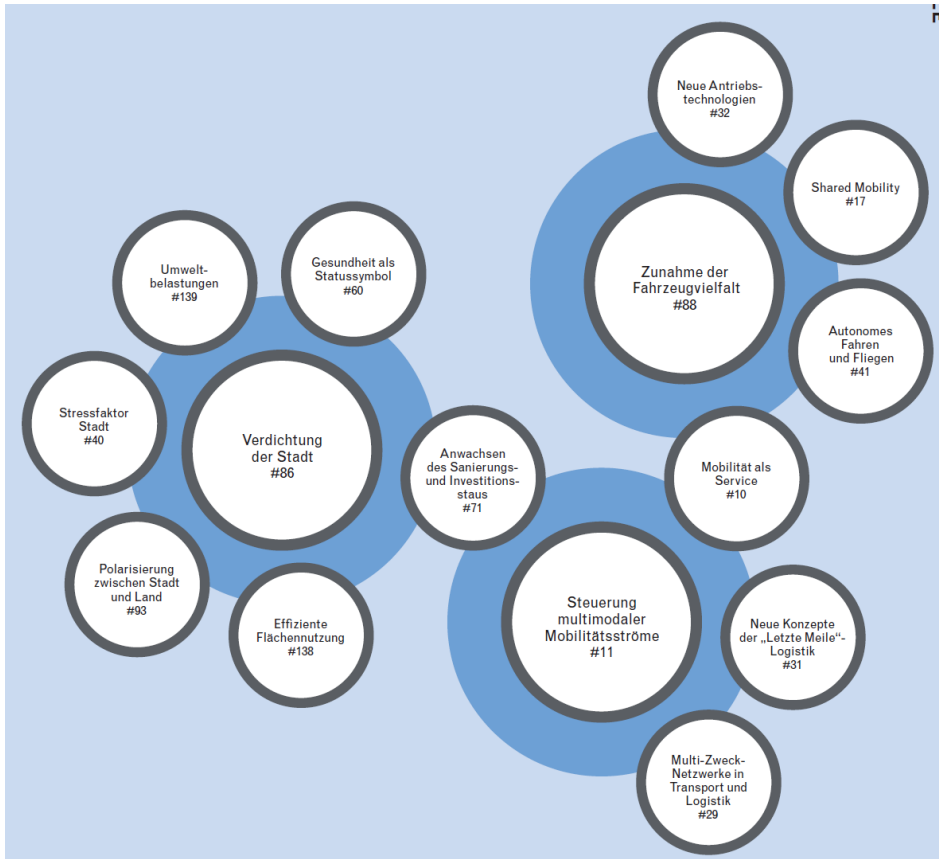 Neue Antriebs-
technologien
#32
Shared Mobility
#17
Zunahme der
Fahrzeugvielfalt
#88
Autonomes
Fahren
und Fliegen
#41
Gesundheit als
Statussymbol
#60
Umwelt-
belastungen
#139
Stressfaktor
Stadt
#40
Verdichtung
der Stadt
#86
Anwachsen
des Sanierungs-
und Investitions-
staus
#71
Mobilität als
Service
#10
Polarisierung
zwischen Stadt
und Land
#93
Effiziente
Flächennutzung
#138
Steuerung
multimodaler
Mobilitätsströme
#11
Neue Konzepte
der „Letzte Meile“-
Logistik
#31
Multi-Zweck-
Netzwerke in
Transport und
Logistik
#29